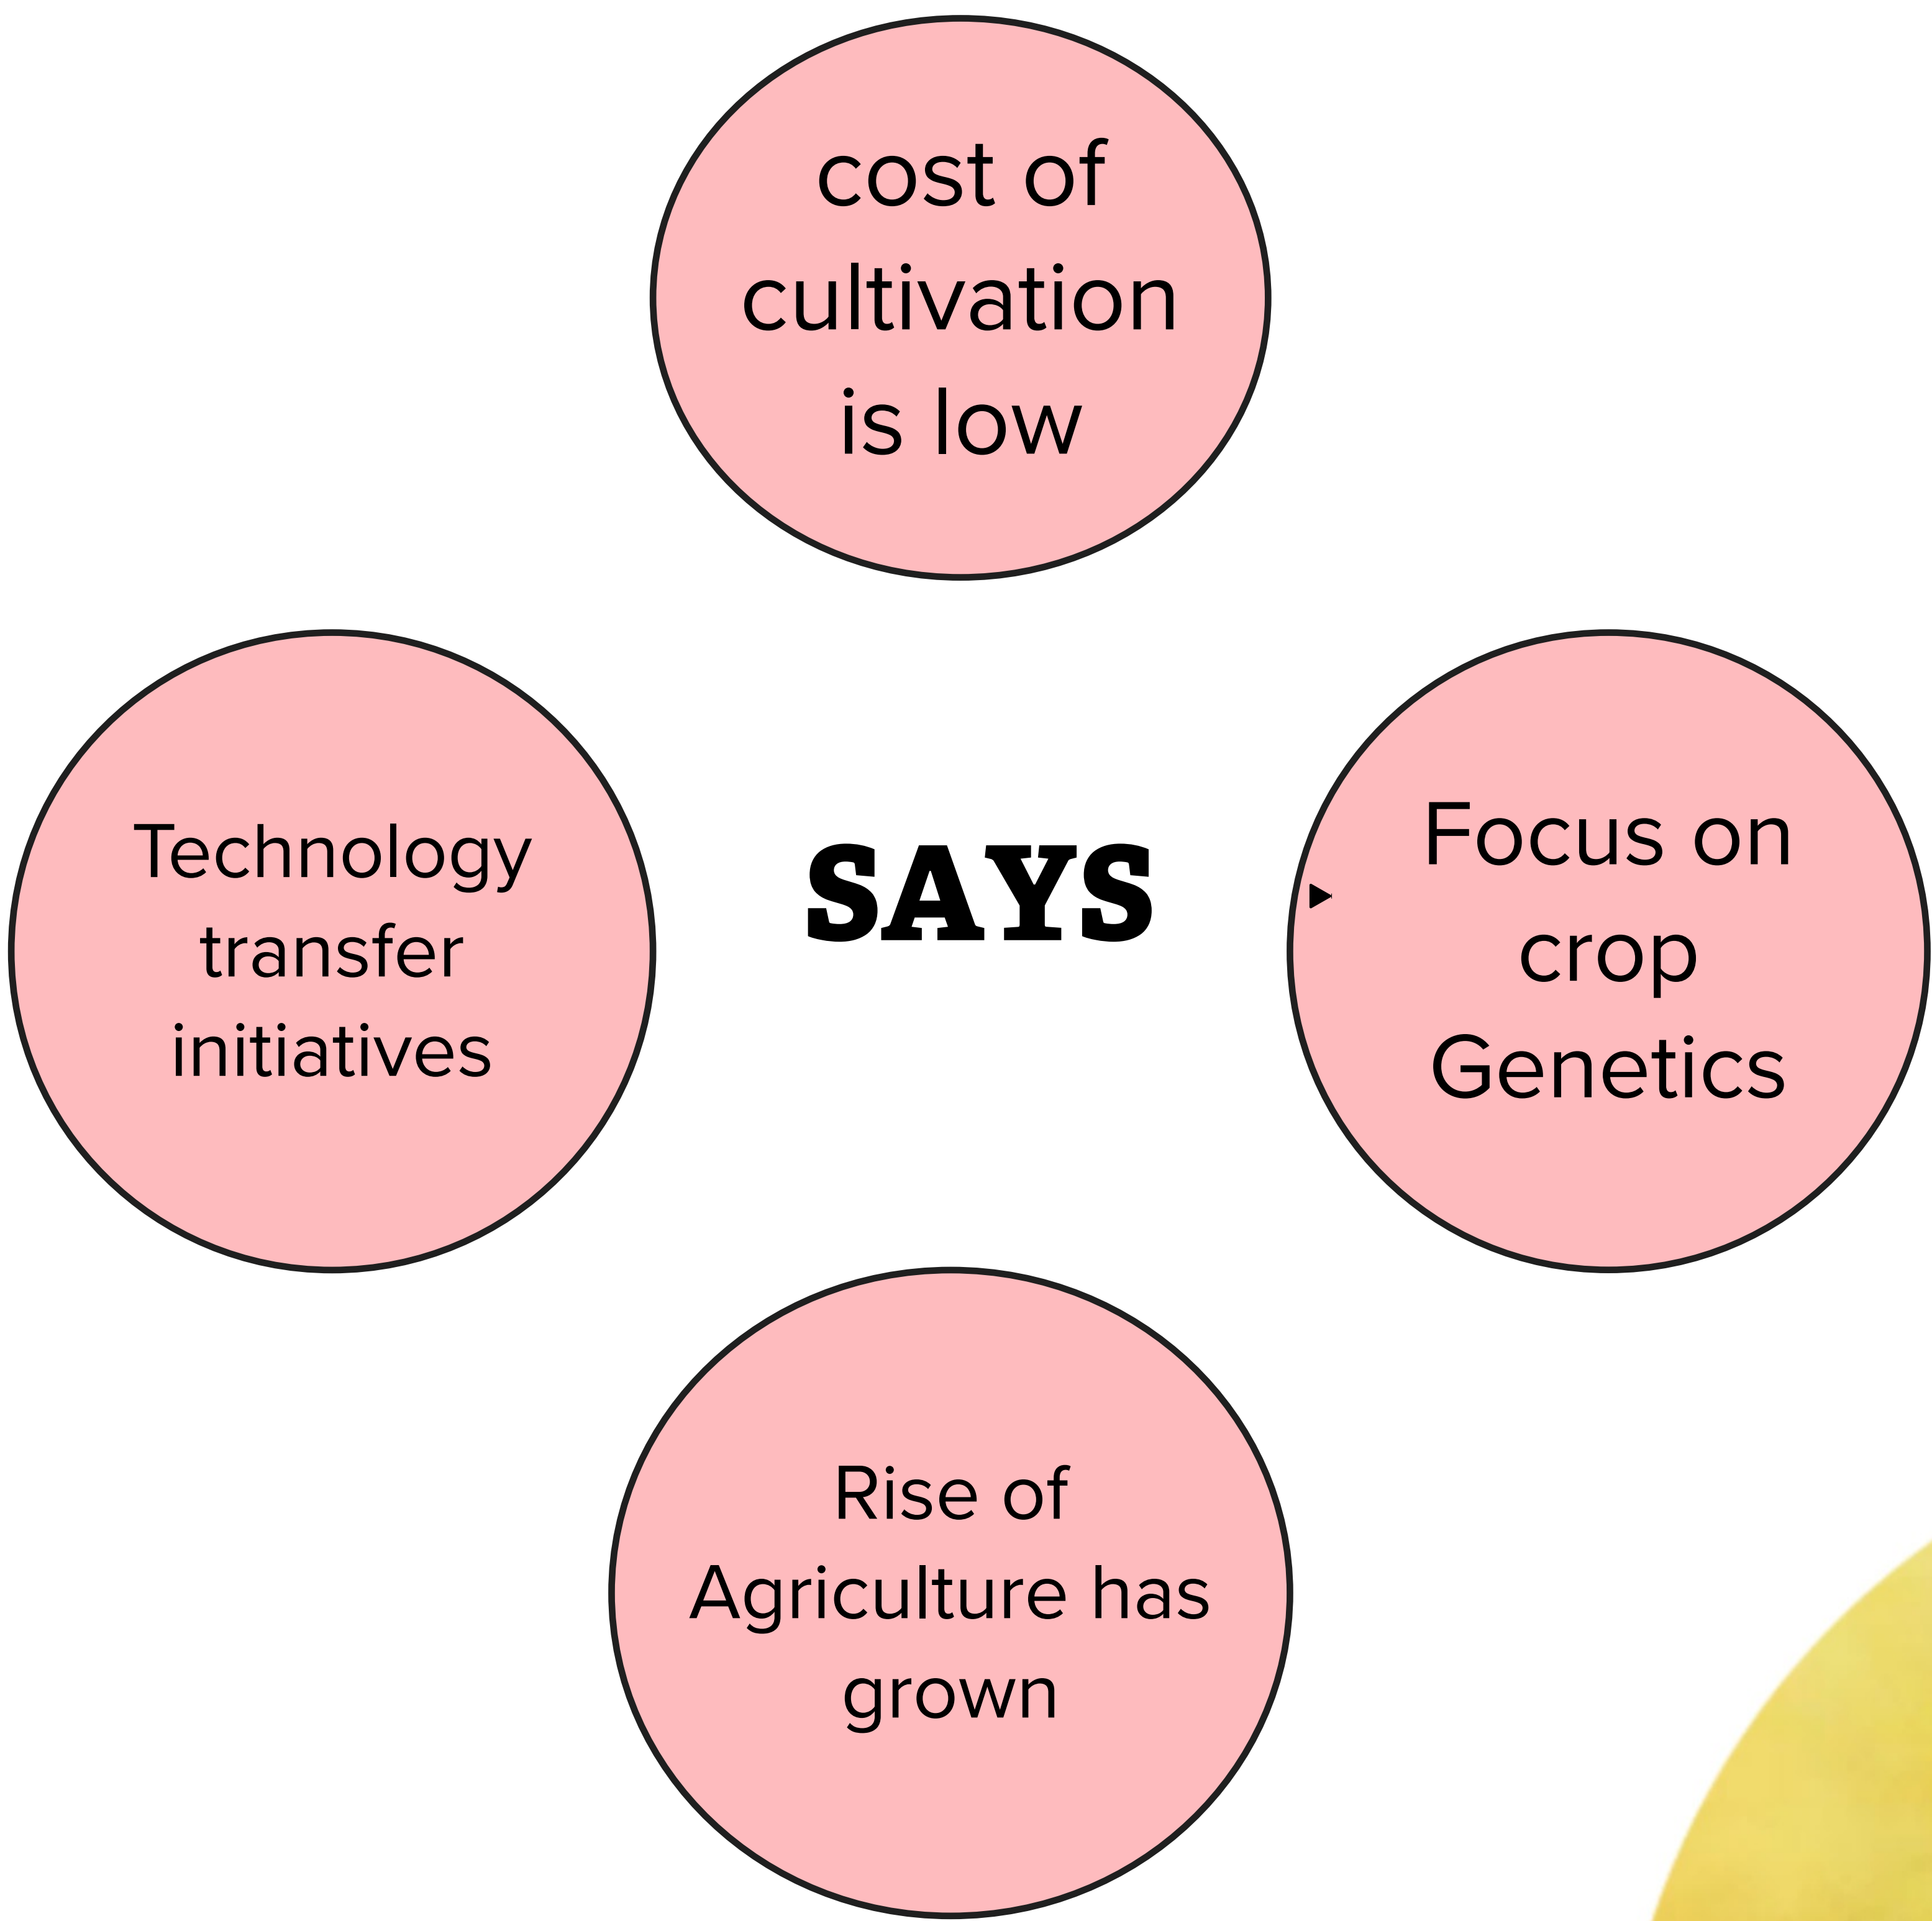 cost of
cultivation
is low
Technology
transfer
initiatives
SAYS
Focus on
crop
Genetics
Rise of
Agriculture has
grown